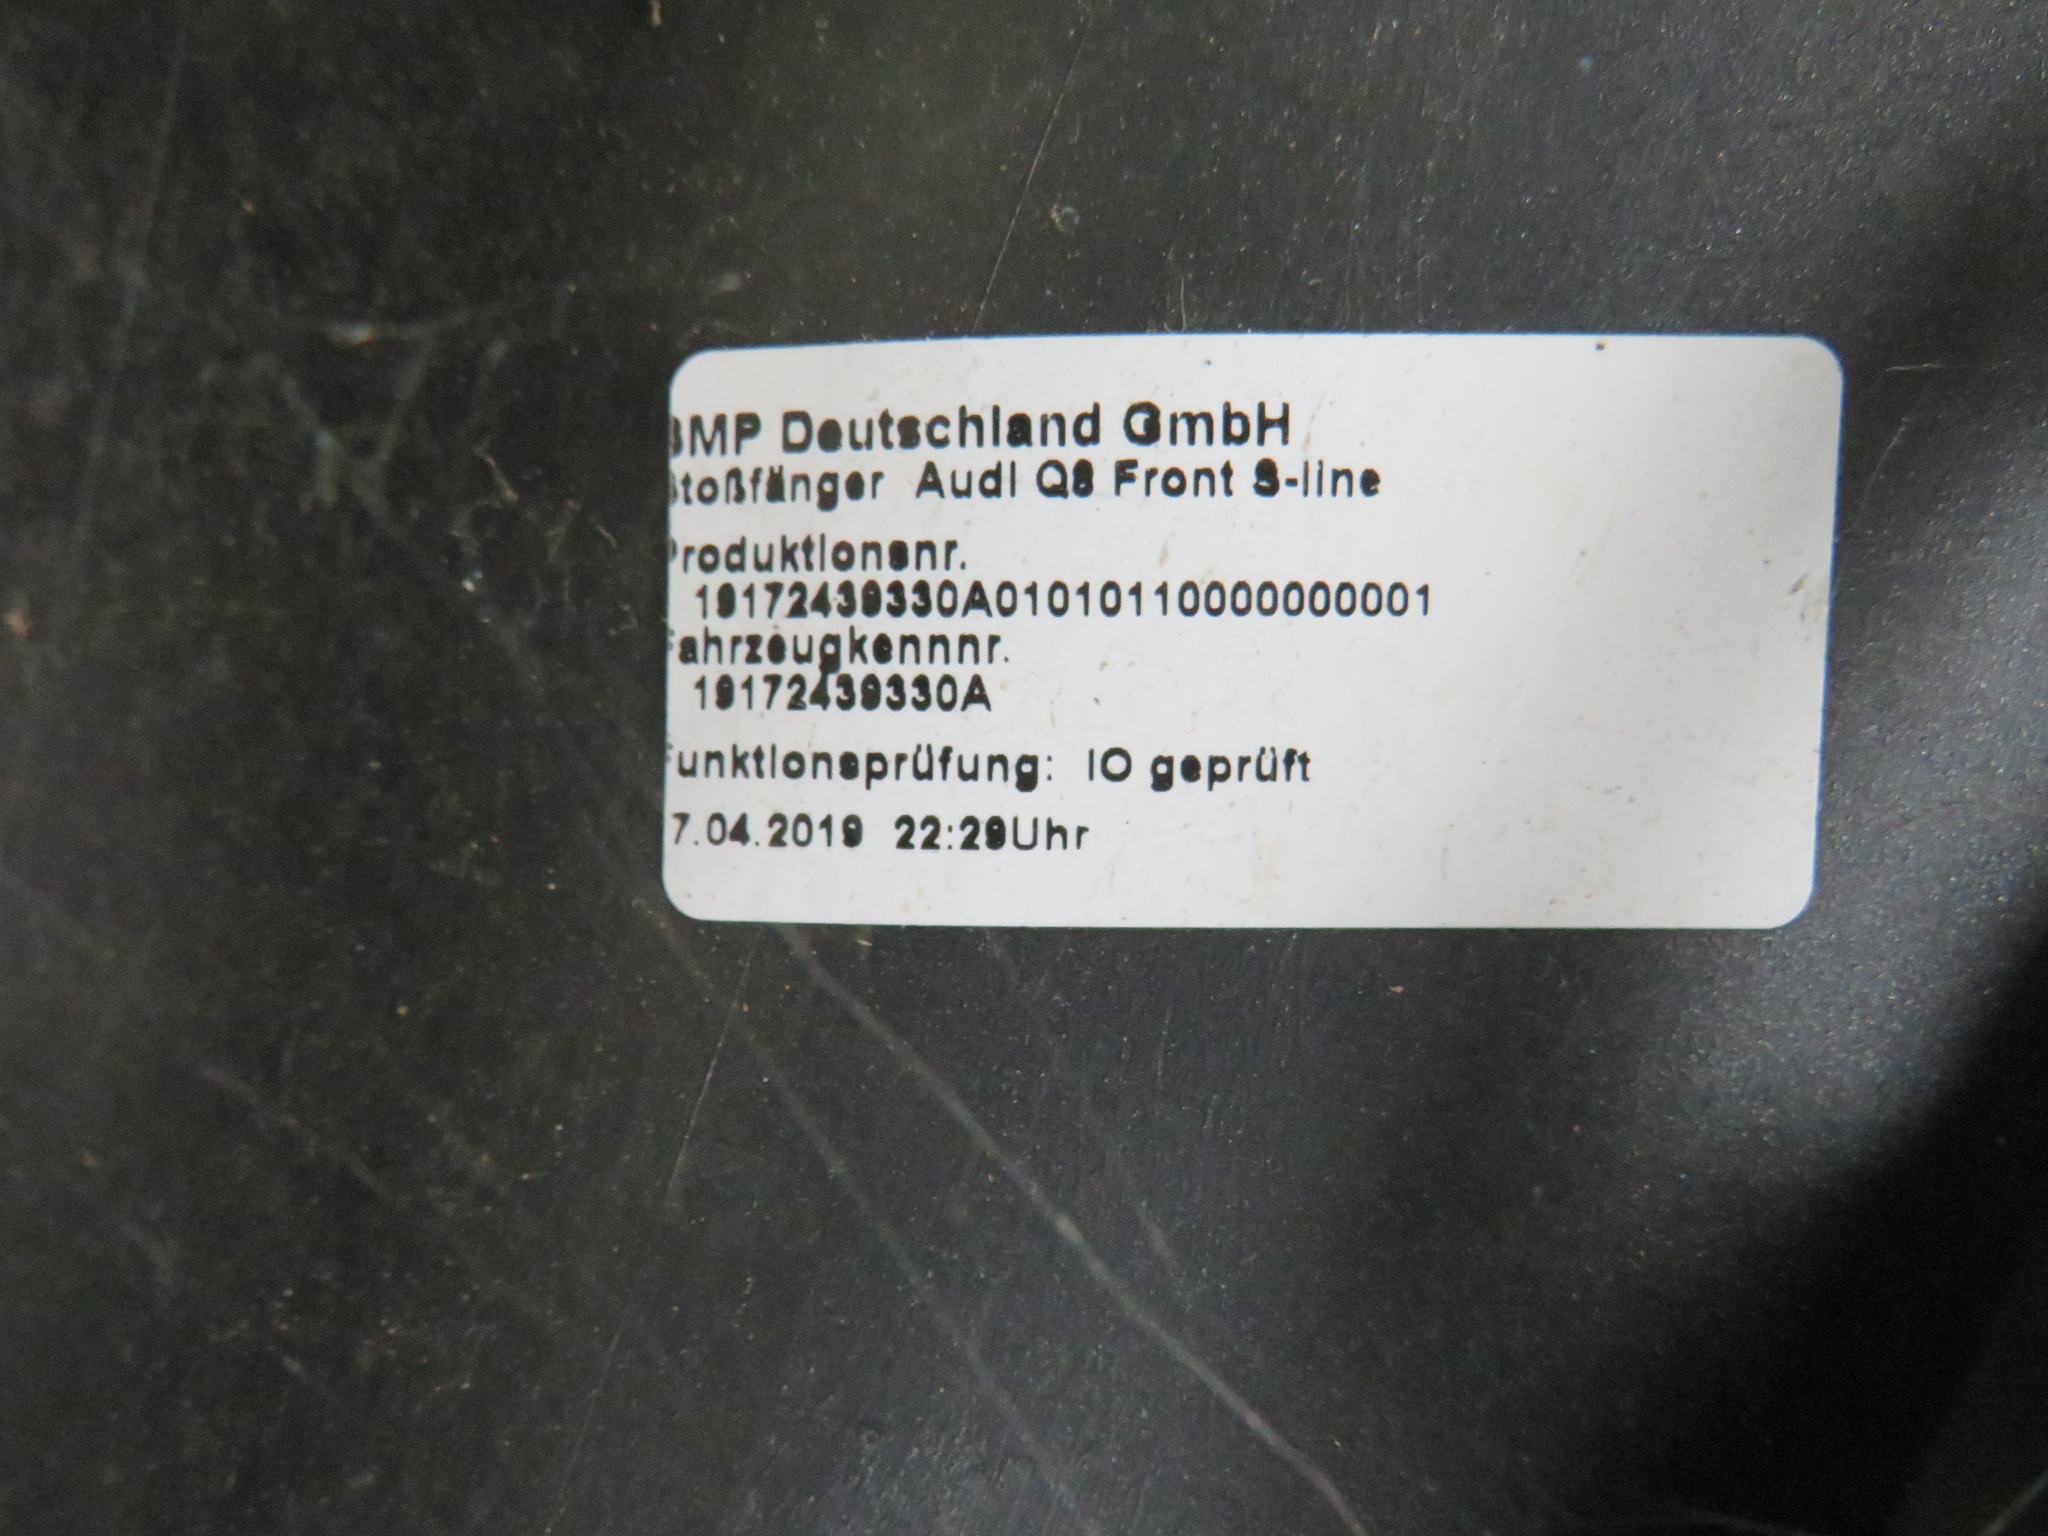 BMP Deutschland GmbH
Stoßfänger Audi Q8 Front S-line
Produktionsnr.
19172439330A01010110000000001
Fahrzeugkennnr.
19172439330A
Funktionsprüfung: IO geprüft
7.04.2019 22:29Uhr